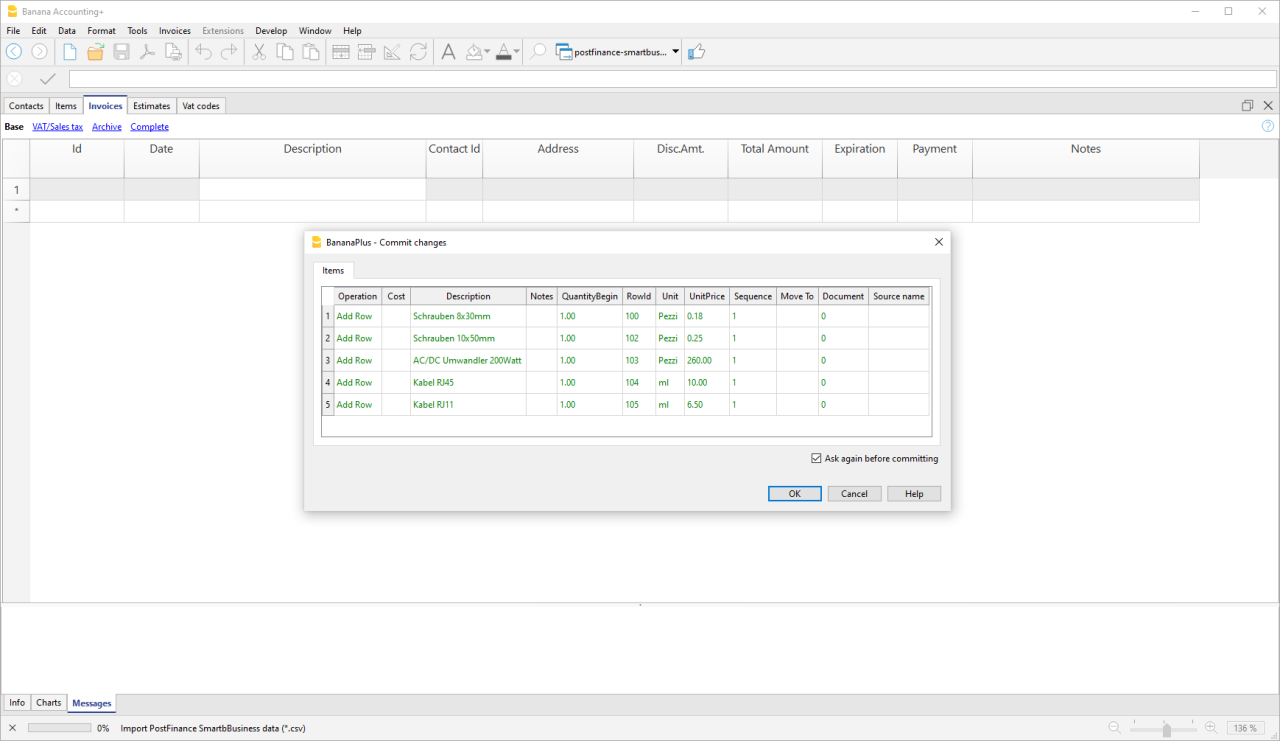 Banana Accounting+
File Edit Data Format Tools Invoices Extensions Develop Window Help
postfinance-smartbus...
Contacts Items Invoices Estimates Vat codes
Base VAT/Sales tax Archive Complete
Id Date Description Contact Id Address Disc.Amt. Total Amount Expiration Payment Notes
1
*
BananaPlus - Commit changes
Items
Operation Cost Description Notes QuantityBegin RowId Unit UnitPrice Sequence Move To Document Source name
1 Add Row Schrauben 8x30mm 1.00 100 Pezzi 0.18 1 0
2 Add Row Schrauben 10x50mm 1.00 102 Pezzi 0.25 1 0
3 Add Row AC/DC Umwandler 200Watt 1.00 103 Pezzi 260.00 1 0
4 Add Row Kabel RJ45 1.00 104 ml 10.00 1 0
5 Add Row Kabel RJ11 1.00 105 ml 6.50 1 0
Ask again before committing
OK Cancel Help
Info Charts Messages
0% Import PostFinance SmartbBusiness data (*.csv) 136 %